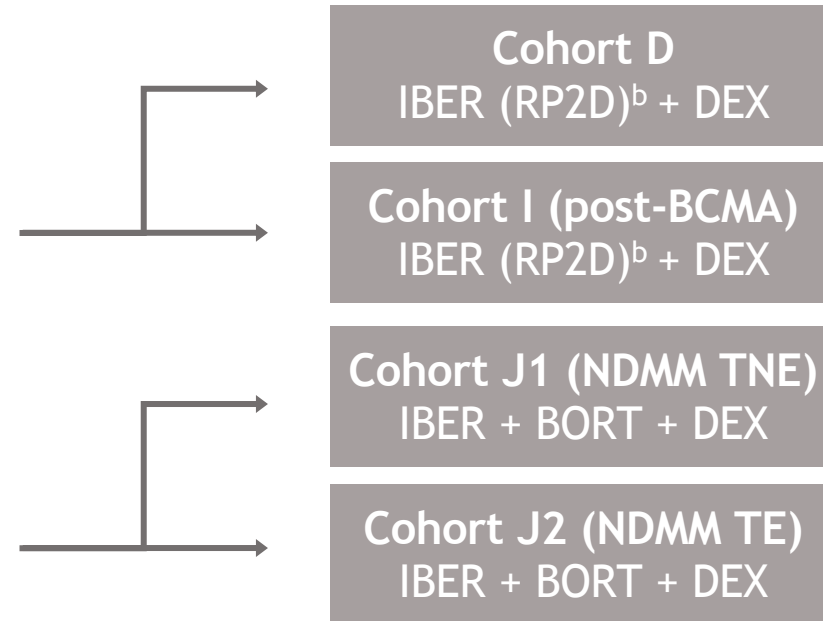 Cohort D
IBER (RP2D)ᵇ + DEX
Cohort I (post-BCMA)
IBER (RP2D)ᵇ + DEX
Cohort J1 (NDMM TNE)
IBER + BORT + DEX
Cohort J2 (NDMM TE)
IBER + BORT + DEX